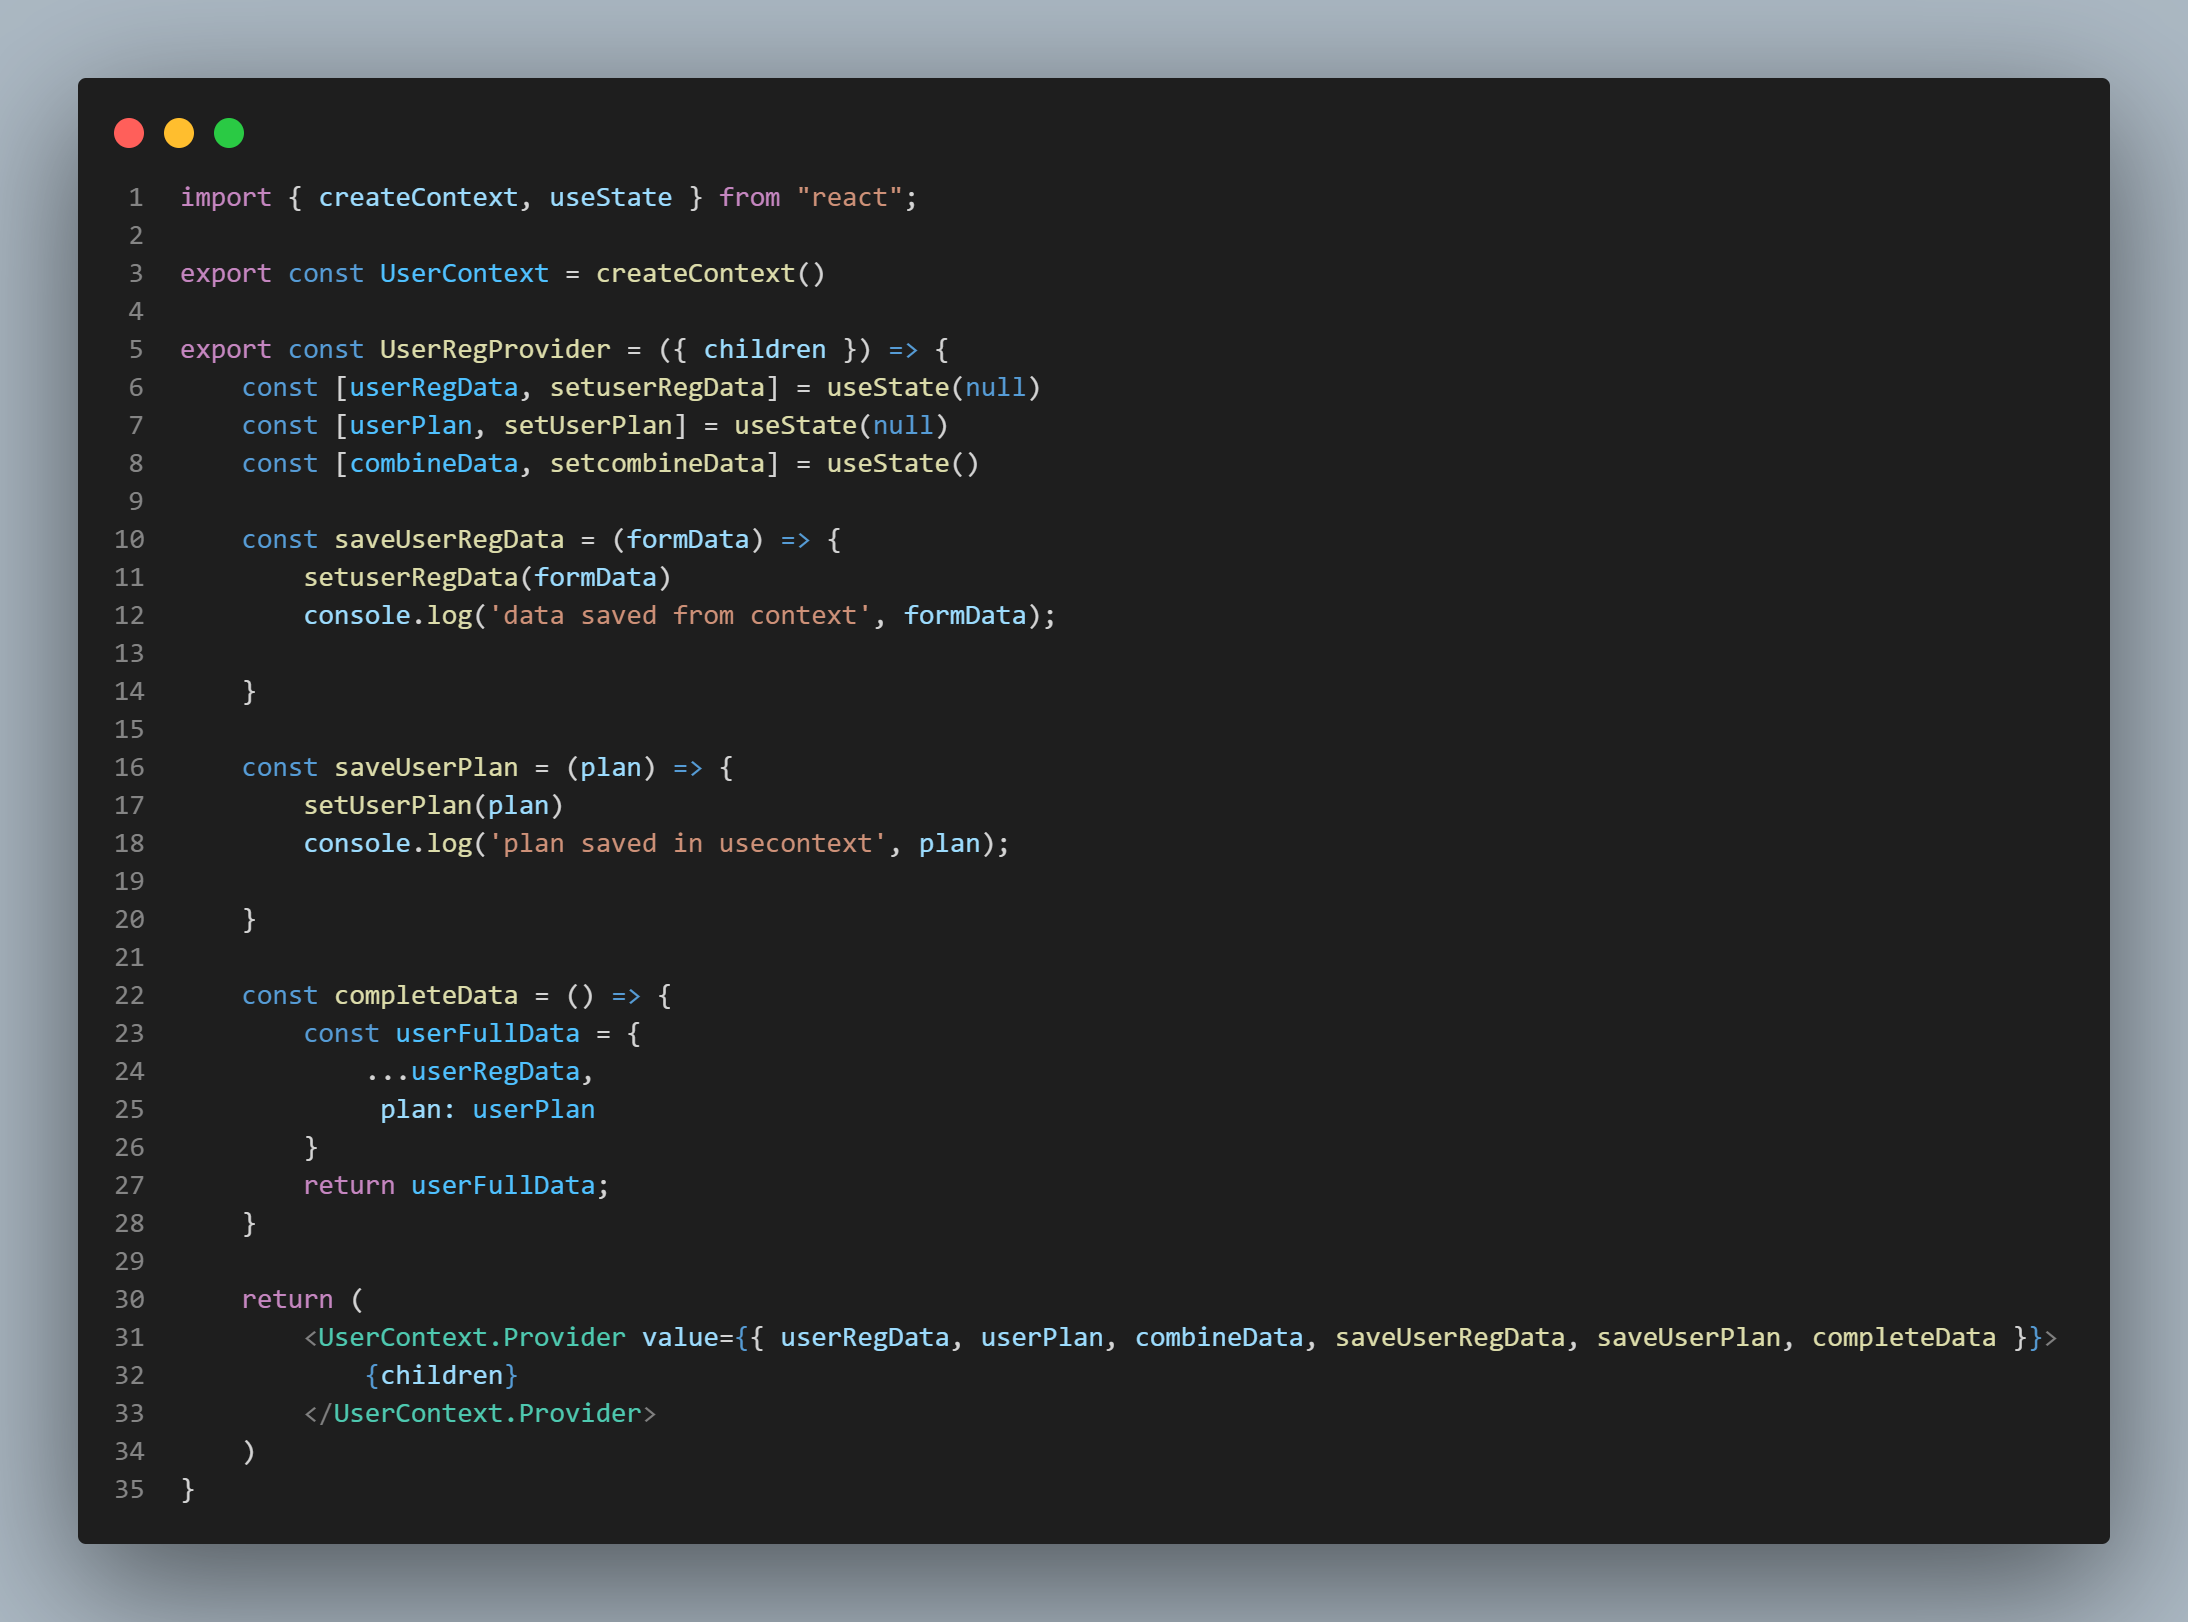 1 import { createContext, useState } from "react";
2
3 export const UserContext = createContext()
4
5 export const UserRegProvider = ({ children }) => {
6     const [userRegData, setuserRegData] = useState(null)
7     const [userPlan, setUserPlan] = useState(null)
8     const [combineData, setcombineData] = useState()
9
10     const saveUserRegData = (formData) => {
11         setuserRegData(formData)
12         console.log('data saved from context', formData);
13
14     }
15
16     const saveUserPlan = (plan) => {
17         setUserPlan(plan)
18         console.log('plan saved in usecontext', plan);
19
20     }
21
22     const completeData = () => {
23         const userFullData = {
24             ...userRegData,
25              plan: userPlan
26         }
27         return userFullData;
28     }
29
30     return (
31         <UserContext.Provider value={{ userRegData, userPlan, combineData, saveUserRegData, saveUserPlan, completeData }}>
32             {children}
33         </UserContext.Provider>
34     )
35 }